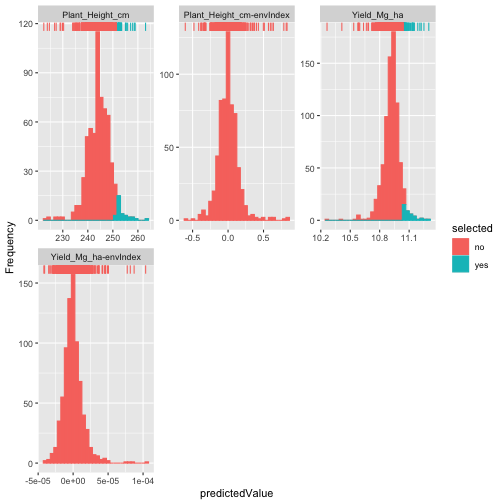 Plant_Height_cm
Plant_Height_cm-envIndex
Yield_Mg_ha
120
90
60
30
0
230 240 250 260
100
50
0
-0.5 0.0 0.5
150
100
50
0
10.2 10.5 10.8 11.1
Yield_Mg_ha-envIndex
150
100
50
0
-5e-05 0e+00 5e-05 1e-04
Frequency
predictedValue
selected
no
yes